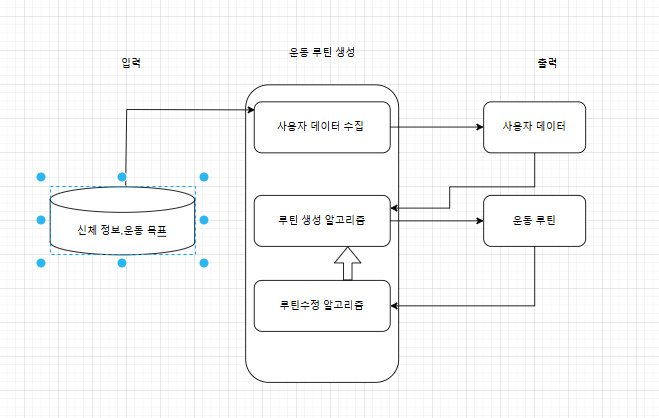 입력
운동 루틴 생성
출력
사용자 데이터 수집
사용자 데이터
신체 정보,운동 목표
루틴 생성 알고리즘
운동 루틴
루틴수정 알고리즘